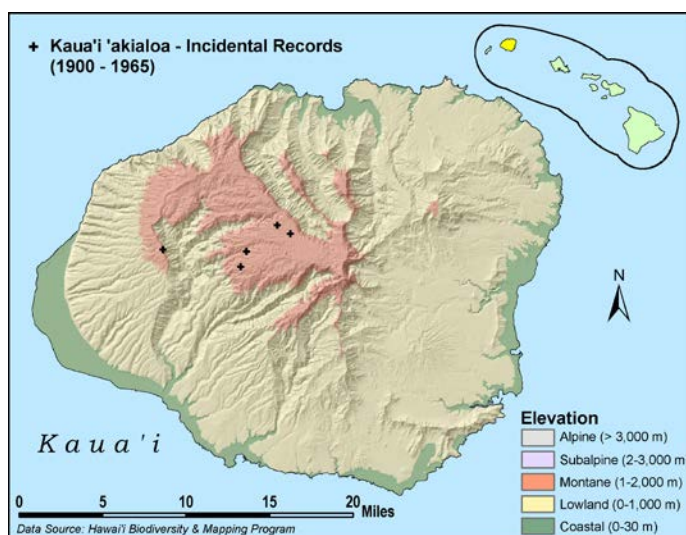 + Kaua'i 'akialoa - Incidental Records
(1900 - 1965)
N
Kaua'i
Elevation
Alpine (> 3,000 m)
Subalpine (2-3,000 m)
Montane (1-2,000 m)
Lowland (0-1,000 m)
Coastal (0-30 m)
0 5 10 15 20
Miles
Data Source: Hawai'i Biodiversity & Mapping Program